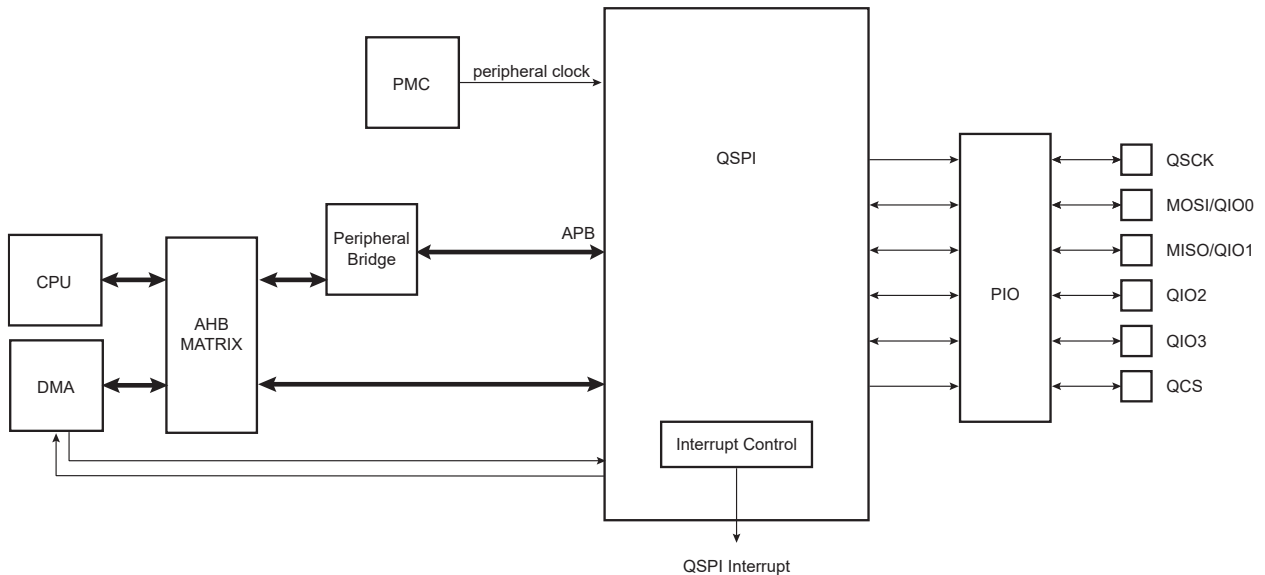 PMC
peripheral clock
QSPI
QSCK
MOSI/QIO0
MISO/QIO1
QIO2
QIO3
QCS
PIO
Peripheral
Bridge
APB
CPU
AHB
MATRIX
DMA
Interrupt Control
QSPI Interrupt